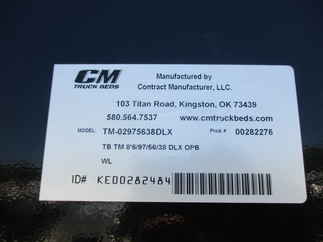 CM
TRUCK BEDS
Manufactured by
Contract Manufacturer, LLC.
103 Titan Road, Kingston, OK 73439
580.564.7537 www.cmtruckbeds.com
MODEL TM-02975638DLX Prod # 00282276
TB TM 8'6/97/56/38 DLX OPB
WL
ID# KE00282484